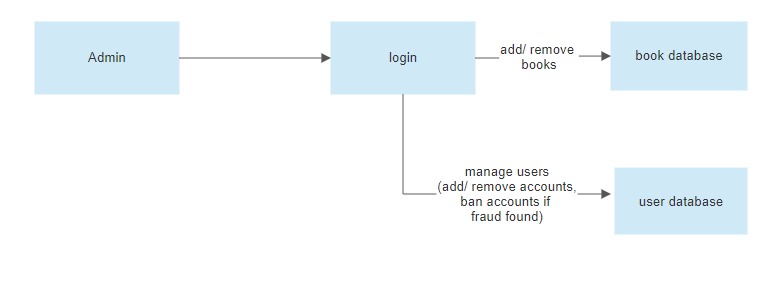 Admin
login
add/ remove
books
book database
manage users
(add/ remove accounts,
ban accounts if
fraud found)
user database